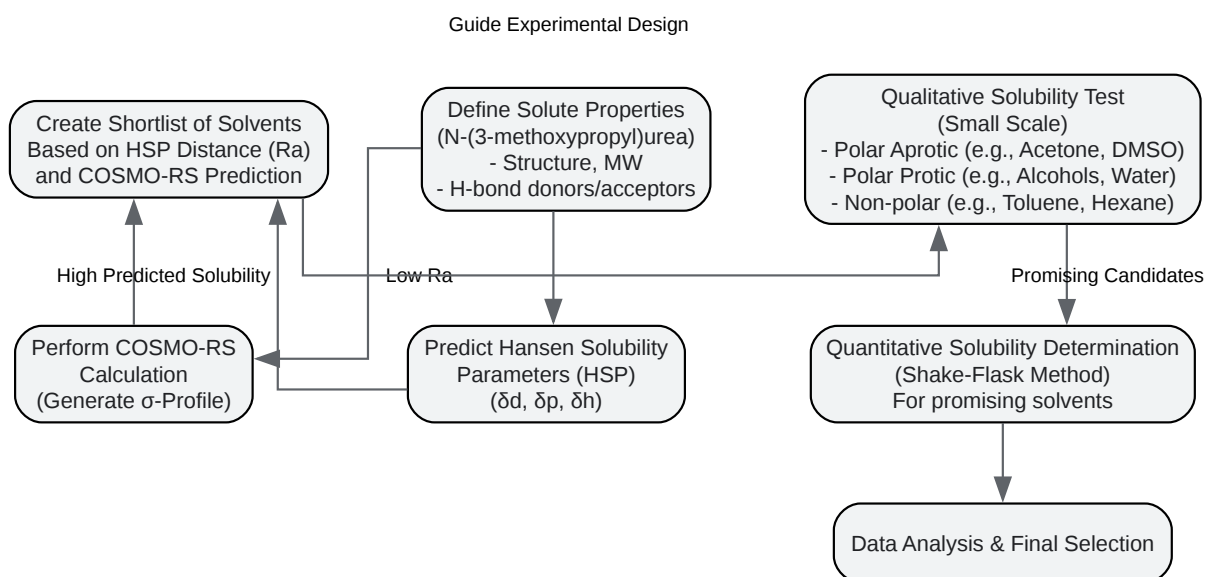 Guide Experimental Design
Create Shortlist of Solvents
Based on HSP Distance (Ra)
and COSMO-RS Prediction
Define Solute Properties
(N-(3-methoxypropyl)urea)
- Structure, MW
- H-bond donors/acceptors
Qualitative Solubility Test
(Small Scale)
- Polar Aprotic (e.g., Acetone, DMSO)
- Polar Protic (e.g., Alcohols, Water)
- Non-polar (e.g., Toluene, Hexane)
High Predicted Solubility
Low Ra
Promising Candidates
Perform COSMO-RS
Calculation
(Generate σ-Profile)
Predict Hansen Solubility
Parameters (HSP)
(δd, δp, δh)
Quantitative Solubility Determination
(Shake-Flask Method)
For promising solvents
Data Analysis & Final Selection